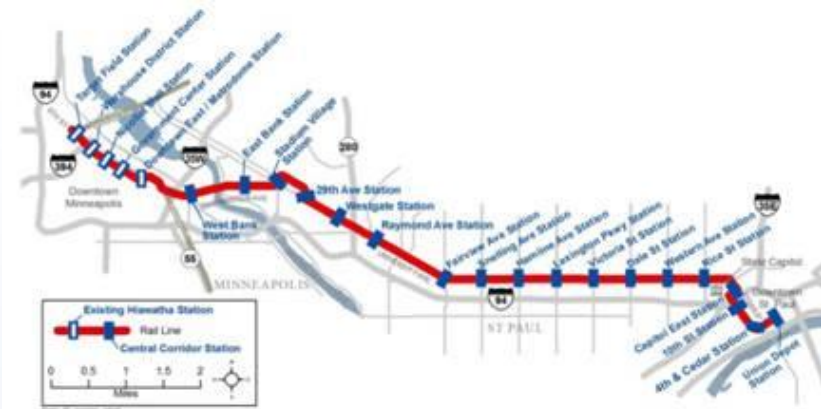 94
394
Target Field Station
Warehouse District Station
Nicollet Mall Station
Government Center Station
Downtown East / Metrodome Station
Downtown
Minneapolis
35W
55
West Bank
Station
East Bank Station
Stadium Village
Station
280
29th Ave Station
Westgate Station
Raymond Ave Station
MINNEAPOLIS
Fairview Ave Station
Snelling Ave Station
Hamline Ave Station
Lexington Pkwy Station
Victoria St Station
Dale St Station
Western Ave Station
Rice St Station
35E
State Capitol
Downtown
St. Paul
94
ST PAUL
Capitol East Station
10th St Station
4th & Cedar Station
Union Depot
Station
Existing Hiawatha Station
Rail Line
Central Corridor Station
0 0.5 1 1.5 2
Miles